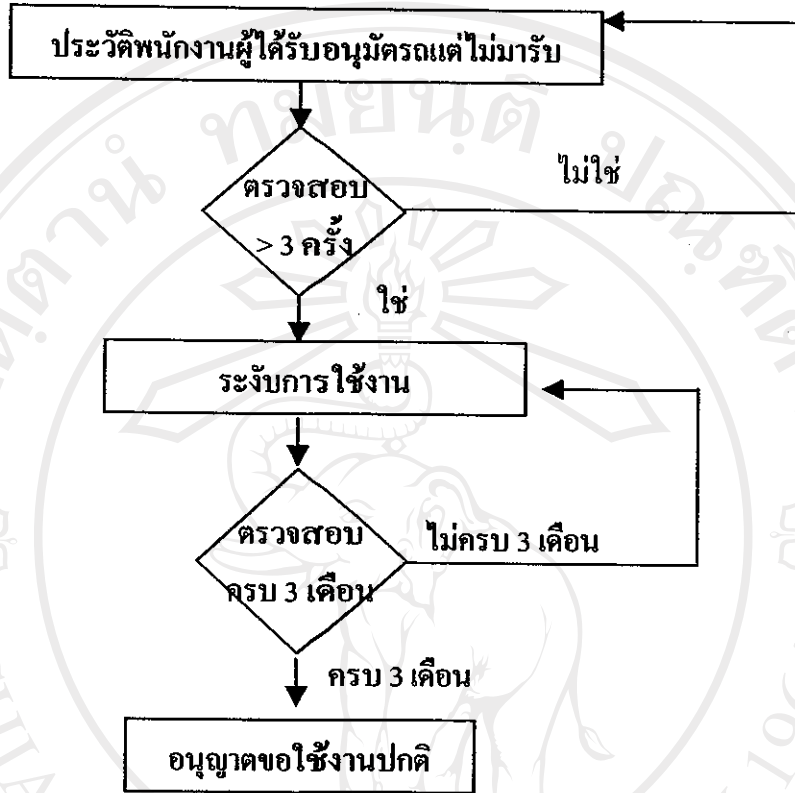 ประวัติพนักงานผู้ได้รับอนุมัตรถแต่ไม่มารับ
ตรวจสอบ
> 3 ครั้ง
ไม่ใช่
ใช่
ระงับการใช้งาน
ตรวจสอบ
ครบ 3 เดือน
ไม่ครบ 3 เดือน
ครบ 3 เดือน
อนุญาตขอใช้งานปกติ